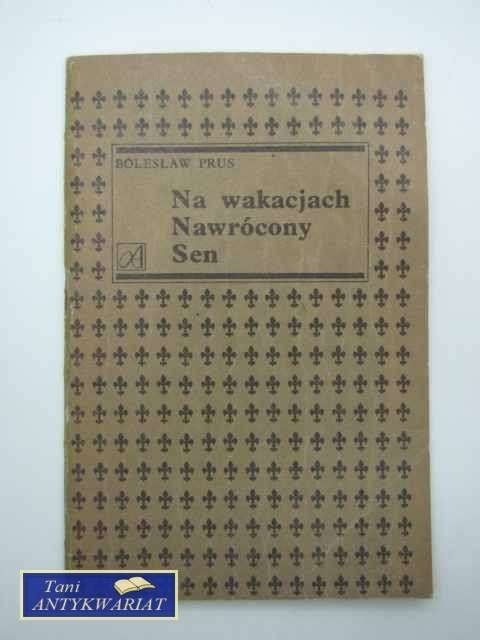 BOLESŁAW PRUS
Na wakacjach
Nawrócony
Sen
A
Tani
ANTYKWARIAT